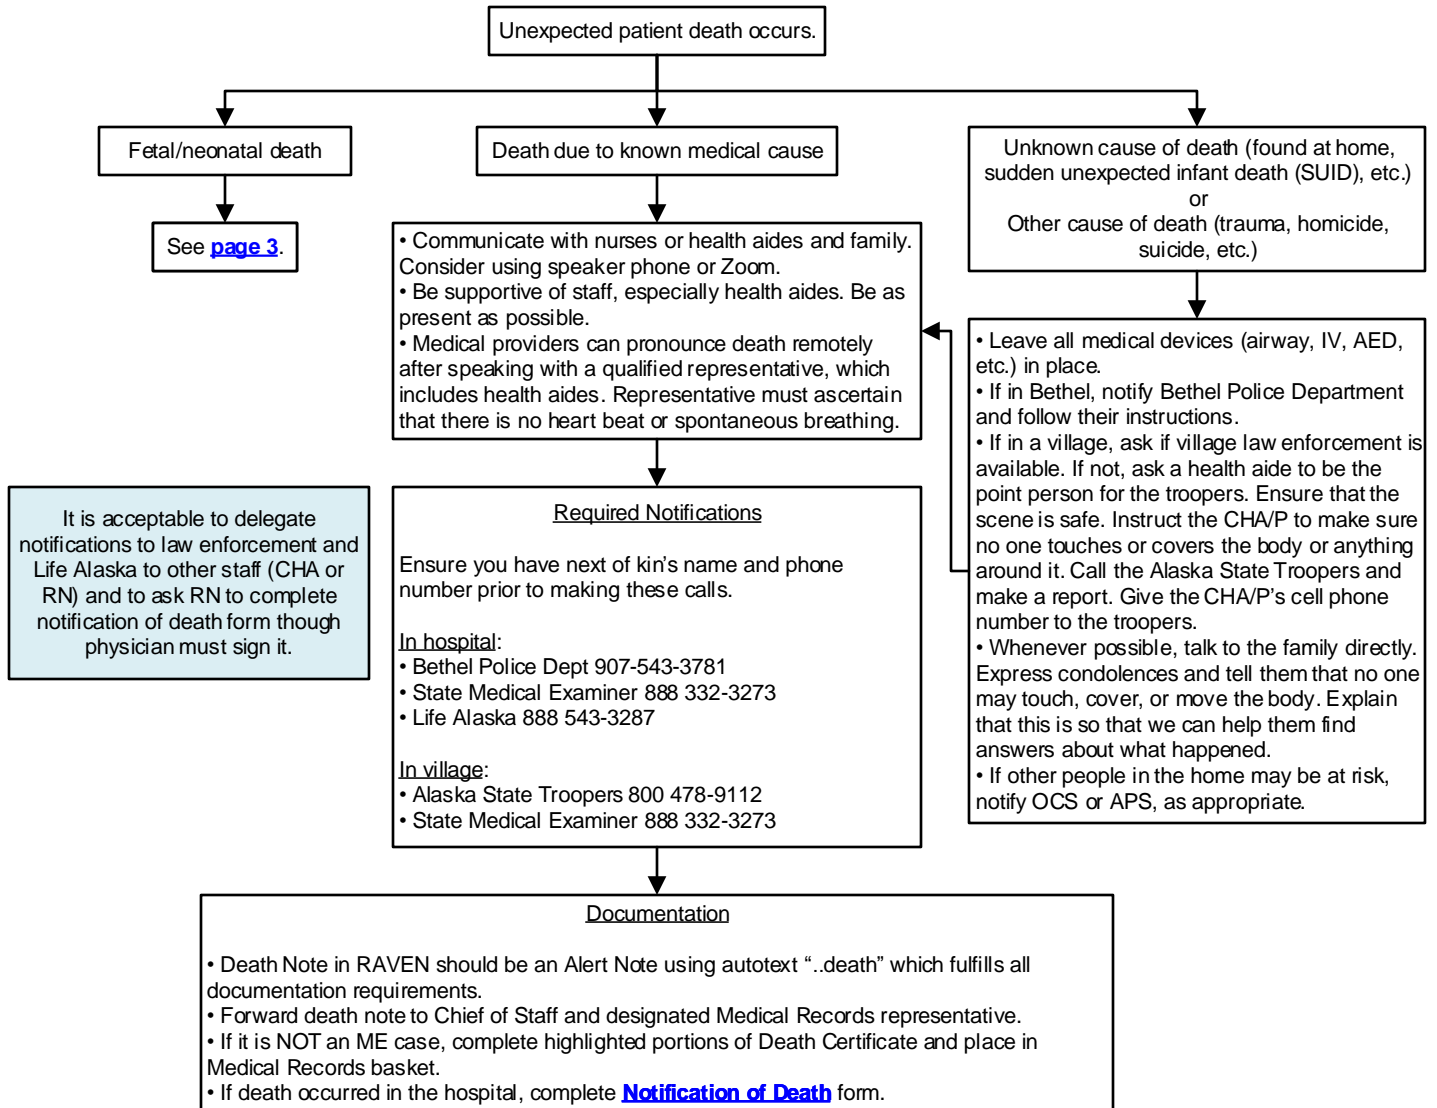 Unexpected patient death occurs.
Fetal/neonatal death
See page 3.
Death due to known medical cause
• Communicate with nurses or health aides and family.
Consider using speaker phone or Zoom.
• Be supportive of staff, especially health aides. Be as
present as possible.
• Medical providers can pronounce death remotely
after speaking with a qualified representative, which
includes health aides. Representative must ascertain
that there is no heart beat or spontaneous breathing.
Unknown cause of death (found at home,
sudden unexpected infant death (SUID), etc.)
or
Other cause of death (trauma, homicide,
suicide, etc.)
• Leave all medical devices (airway, IV, AED,
etc.) in place.
• If in Bethel, notify Bethel Police Department
and follow their instructions.
• If in a village, ask if village law enforcement is
available. If not, ask a health aide to be the
point person for the troopers. Ensure that the
scene is safe. Instruct the CHA/P to make sure
no one touches or covers the body or anything
around it. Call the Alaska State Troopers and
make a report. Give the CHA/P's cell phone
number to the troopers.
• Whenever possible, talk to the family directly.
Express condolences and tell them that no one
may touch, cover, or move the body. Explain
that this is so that we can help them find
answers about what happened.
• If other people in the home may be at risk,
notify OCS or APS, as appropriate.
It is acceptable to delegate
notifications to law enforcement and
Life Alaska to other staff (CHA or
RN) and to ask RN to complete
notification of death form though
physician must sign it.
Required Notifications
Ensure you have next of kin's name and phone
number prior to making these calls.
In hospital:
• Bethel Police Dept 907-543-3781
• State Medical Examiner 888 332-3273
• Life Alaska 888 543-3287
In village:
• Alaska State Troopers 800 478-9112
• State Medical Examiner 888 332-3273
Documentation
• Death Note in RAVEN should be an Alert Note using autotext “..death” which fulfills all
documentation requirements.
• Forward death note to Chief of Staff and designated Medical Records representative.
• If it is NOT an ME case, complete highlighted portions of Death Certificate and place in
Medical Records basket.
• If death occurred in the hospital, complete Notification of Death form.